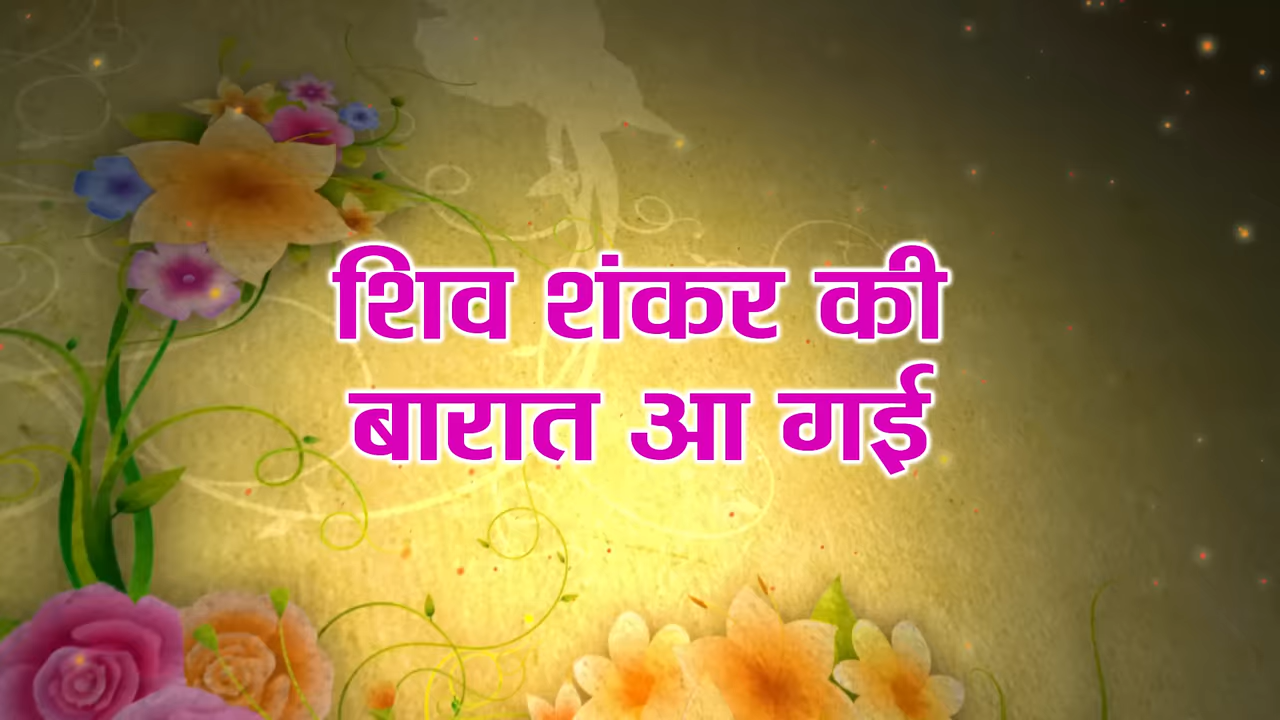 शिव शंकर की
बारात आ गई